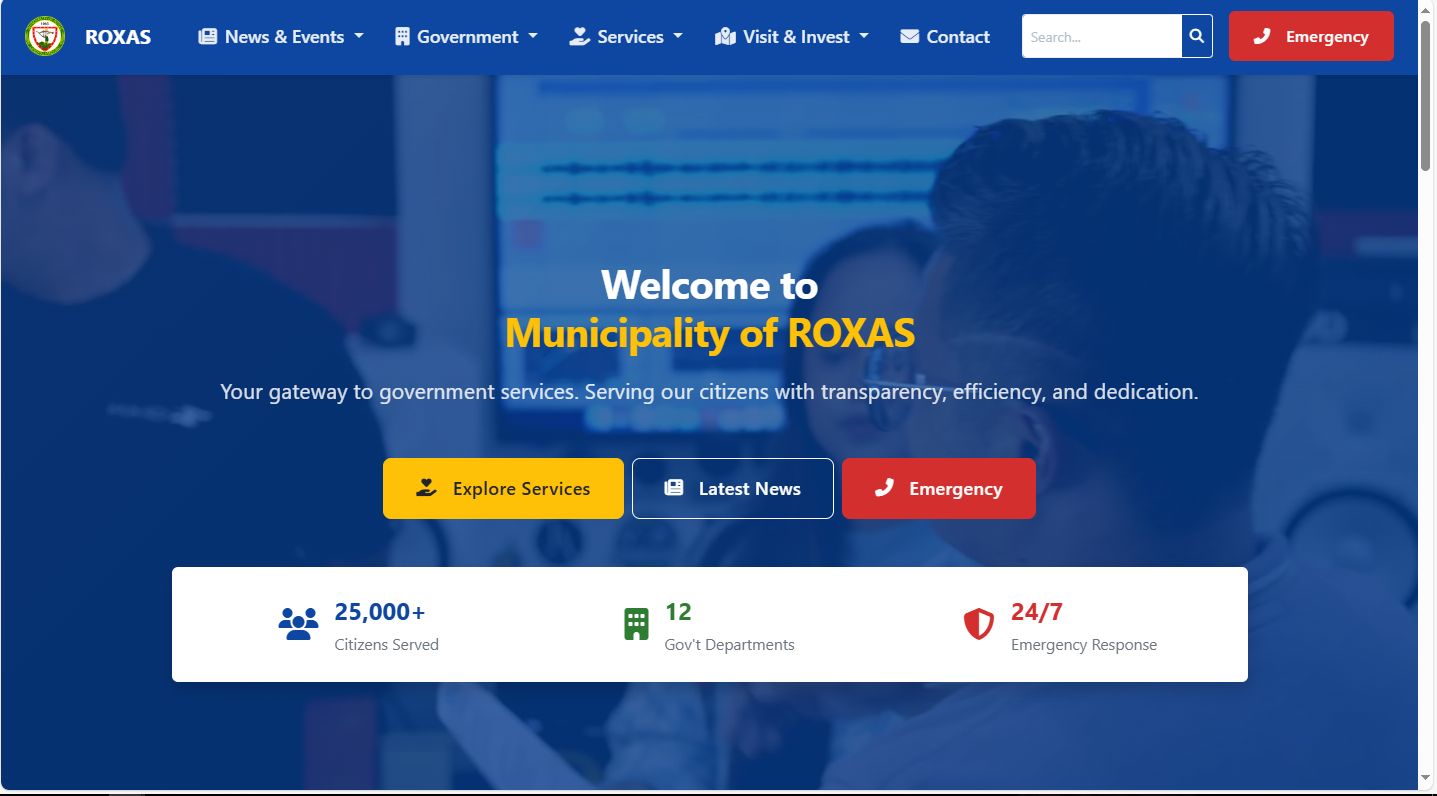 ROXAS
News & Events
Government
Services
Visit & Invest
Contact
Search...
Emergency
Welcome to
Municipality of ROXAS
Your gateway to government services. Serving our citizens with transparency, efficiency, and dedication.
Explore Services
Latest News
Emergency
25,000+
Citizens Served
12
Gov't Departments
24/7
Emergency Response